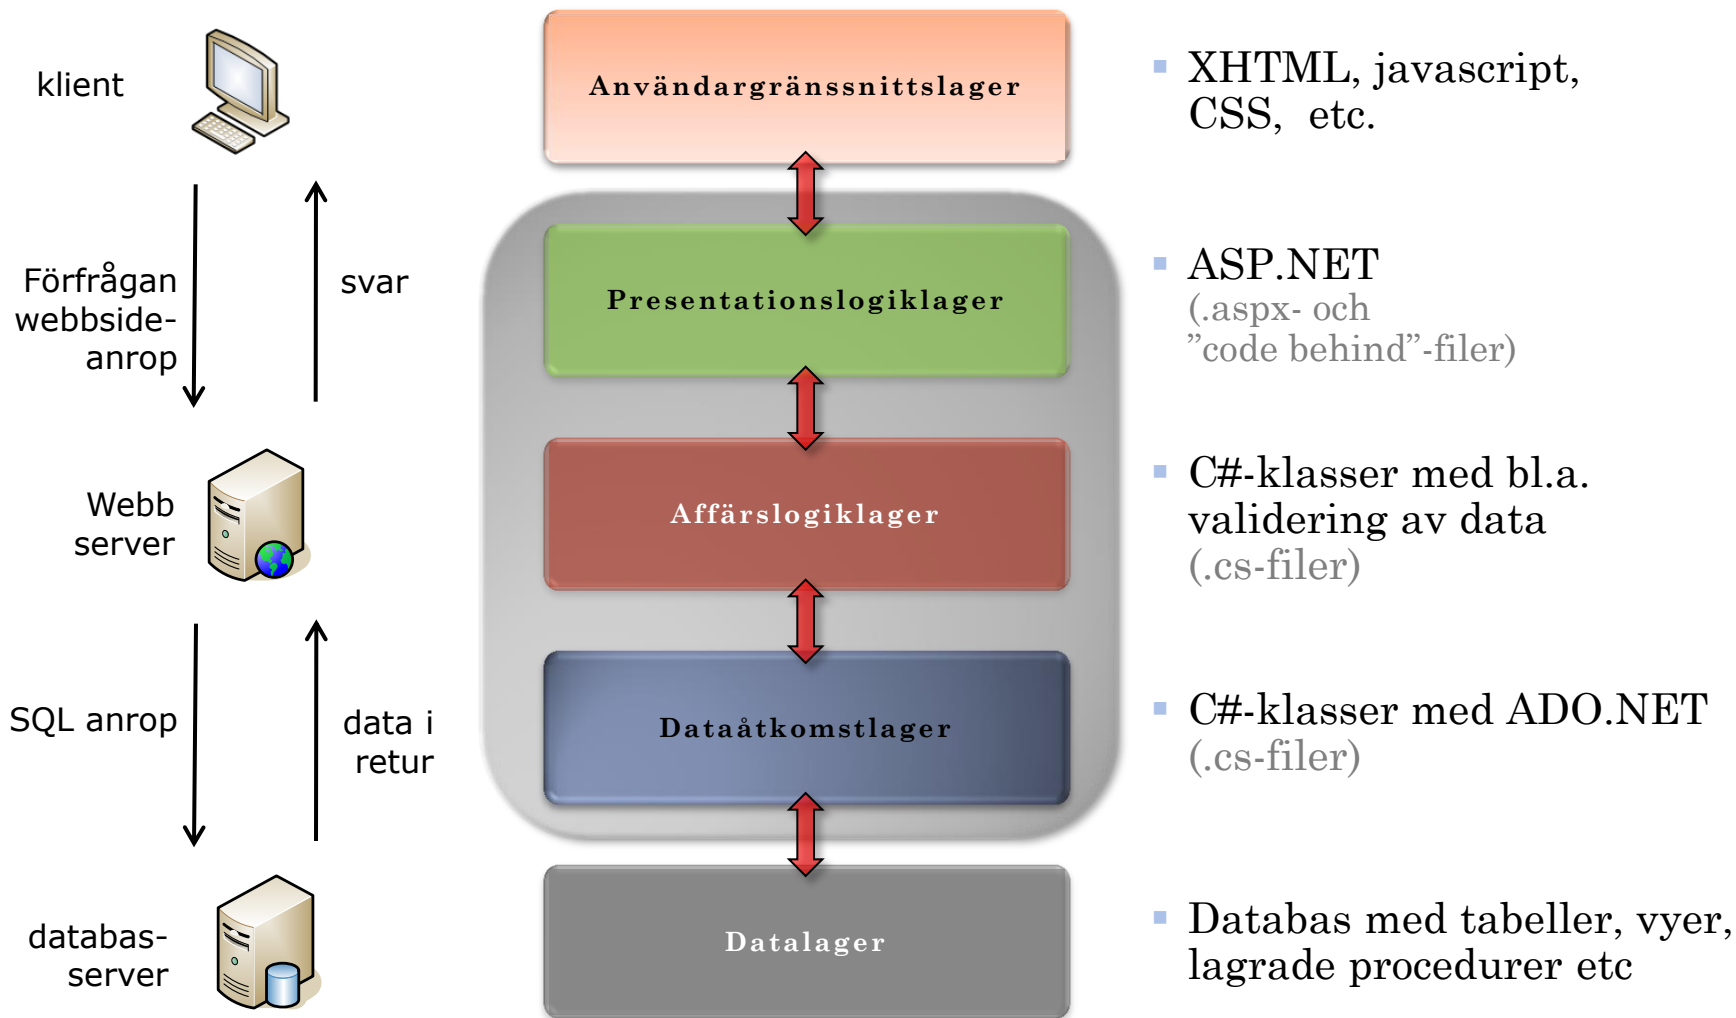 klient
Användargränssnittslager
XHTML, javascript,
CSS, etc.
Förfrågan
webbside-
anrop
svar
Presentationslogiklager
ASP.NET
(.aspx- och
”code behind”-filer)
Webb
server
Affärslogiklager
C#-klasser med bl.a.
validering av data
(.cs-filer)
SQL anrop
data i
retur
Dataåtkomstlager
C#-klasser med ADO.NET
(.cs-filer)
databas-
server
Datalager
Databas med tabeller, vyer,
lagrade procedurer etc